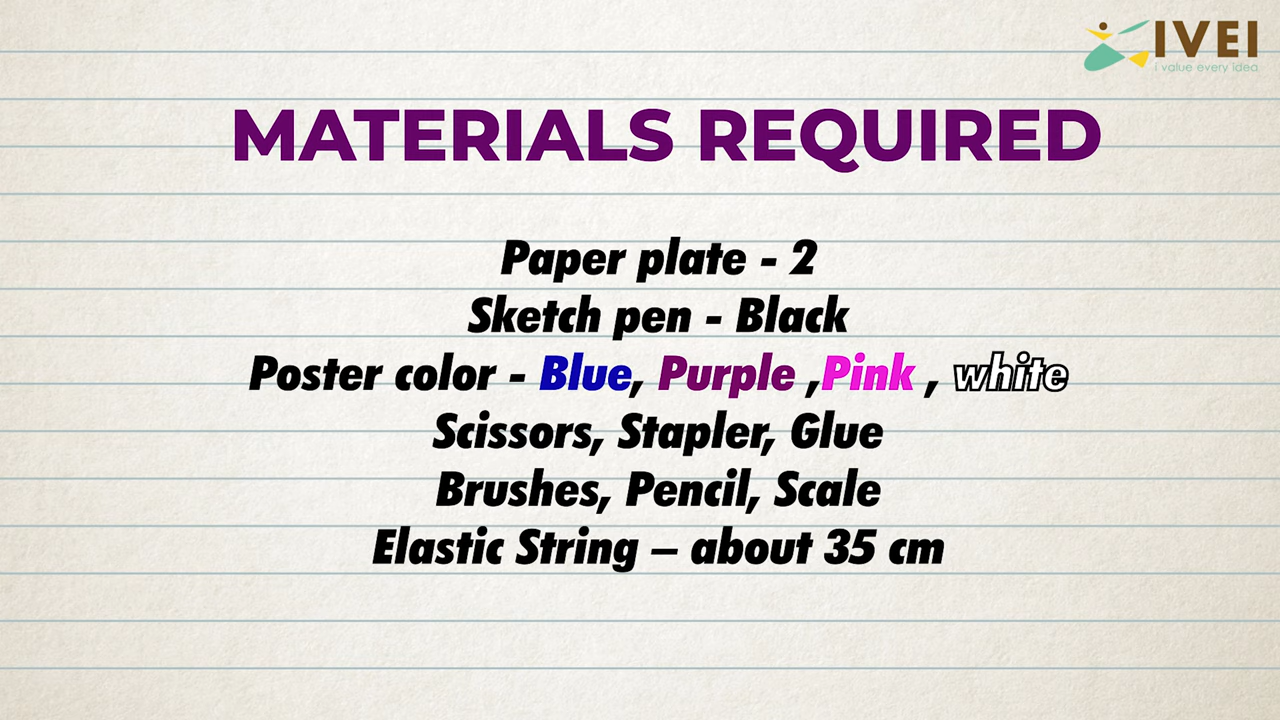 IVEI
i value every idea
MATERIALS REQUIRED
Paper plate - 2
Sketch pen - Black
Poster color - Blue, Purple ,Pink , white
Scissors, Stapler, Glue
Brushes, Pencil, Scale
Elastic String – about 35 cm